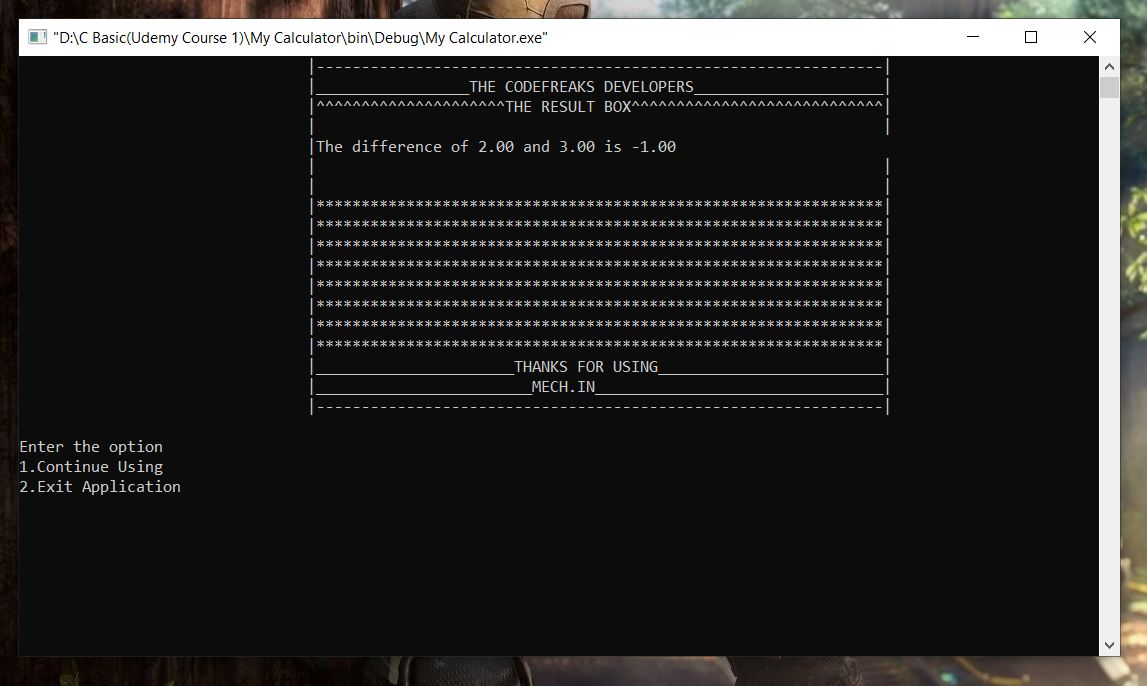 "D:\C Basic(Udemy Course 1)\My Calculator\bin\Debug\My Calculator.exe"
|---------------------------------------------------------------|
|_________________THE CODEFREAKS DEVELOPERS_____________________|
|^^^^^^^^^^^^^^^^^^^^^THE RESULT BOX^^^^^^^^^^^^^^^^^^^^^^^^^^^^|
|                                                               |
|The difference of 2.00 and 3.00 is -1.00
|                                                               |
|                                                               |
|***************************************************************|
|***************************************************************|
|***************************************************************|
|***************************************************************|
|***************************************************************|
|***************************************************************|
|***************************************************************|
|***************************************************************|
|______________________THANKS FOR USING_________________________|
|________________________MECH.IN________________________________|
|---------------------------------------------------------------|
Enter the option
1.Continue Using
2.Exit Application